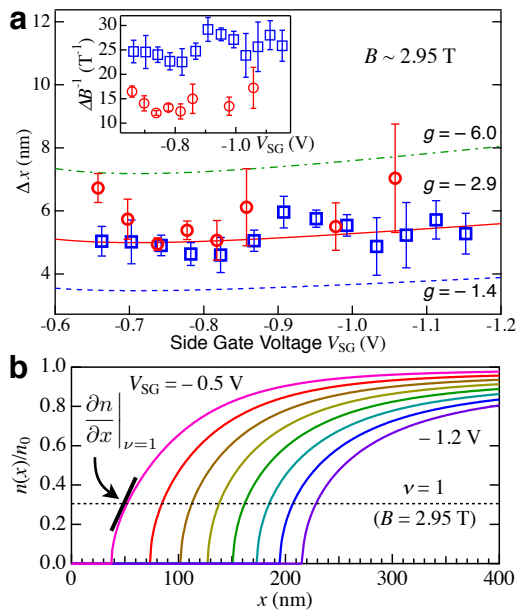 a
30
25
20
15
10
5
0
ΔB⁻¹ (T⁻¹)
-0.8
-1.0
V_SG (V)
B ~ 2.95 T
12
10
8
6
4
Δx (nm)
g = − 6.0
g = − 2.9
g = − 1.4
-0.6
-0.7
-0.8
-0.9
-1.0
-1.1
-1.2
Side Gate Voltage V_SG (V)
b
1.0
0.8
0.6
0.4
0.2
0.0
n(x)/n₀
V_SG = − 0.5 V
∂n/∂x|_ν=1
− 1.2 V
ν = 1
(B = 2.95 T)
0
100
200
300
400
x (nm)